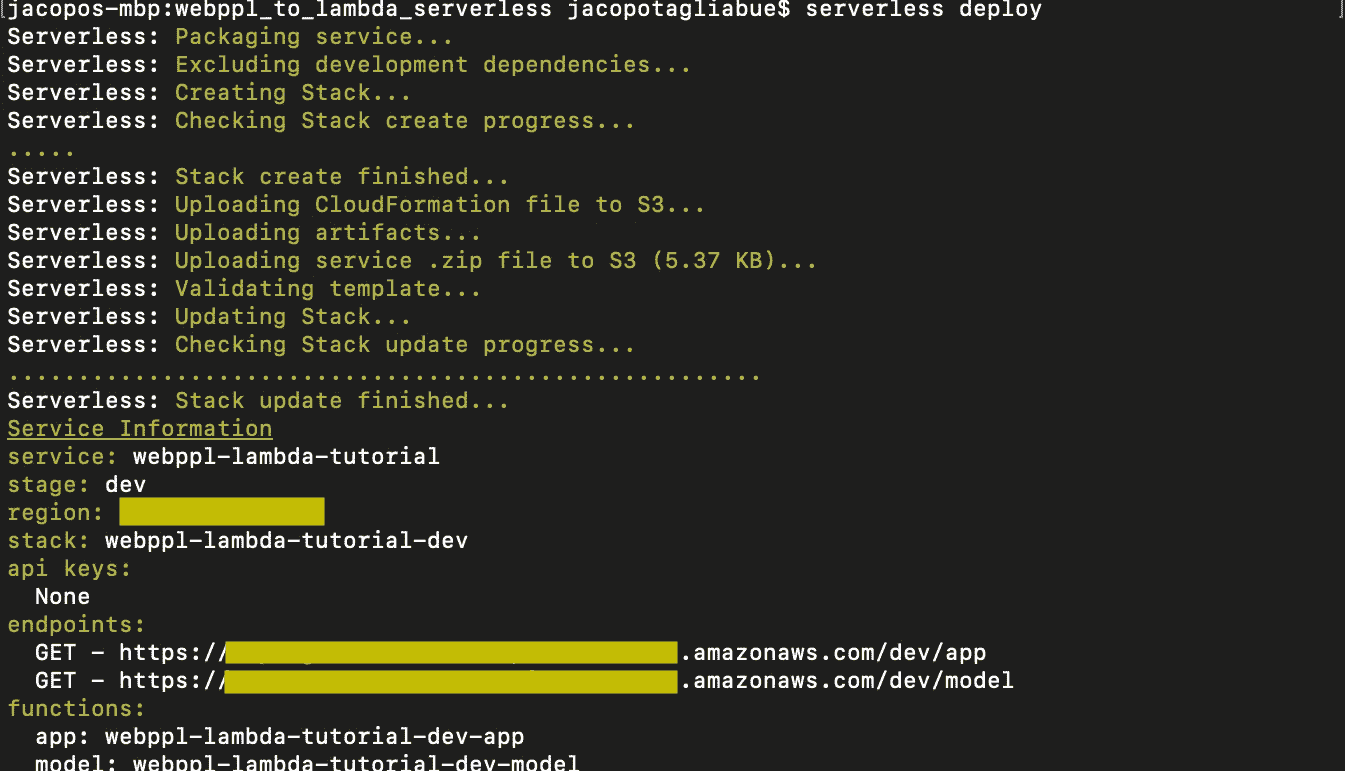 jacopos-mbp:webppl_to_lambda_serverless jacopotagliabue$ serverless deploy
Serverless: Packaging service...
Serverless: Excluding development dependencies...
Serverless: Creating Stack...
Serverless: Checking Stack create progress...
.....
Serverless: Stack create finished...
Serverless: Uploading CloudFormation file to S3...
Serverless: Uploading artifacts...
Serverless: Uploading service .zip file to S3 (5.37 KB)...
Serverless: Validating template...
Serverless: Updating Stack...
Serverless: Checking Stack update progress...
......................................................
Serverless: Stack update finished...
Service Information
service: webppl-lambda-tutorial
stage: dev
region:
stack: webppl-lambda-tutorial-dev
api keys:
None
endpoints:
GET - https:// .amazonaws.com/dev/app
GET - https:// .amazonaws.com/dev/model
functions:
app: webppl-lambda-tutorial-dev-app
model: webppl-lambda-tutorial-dev-model